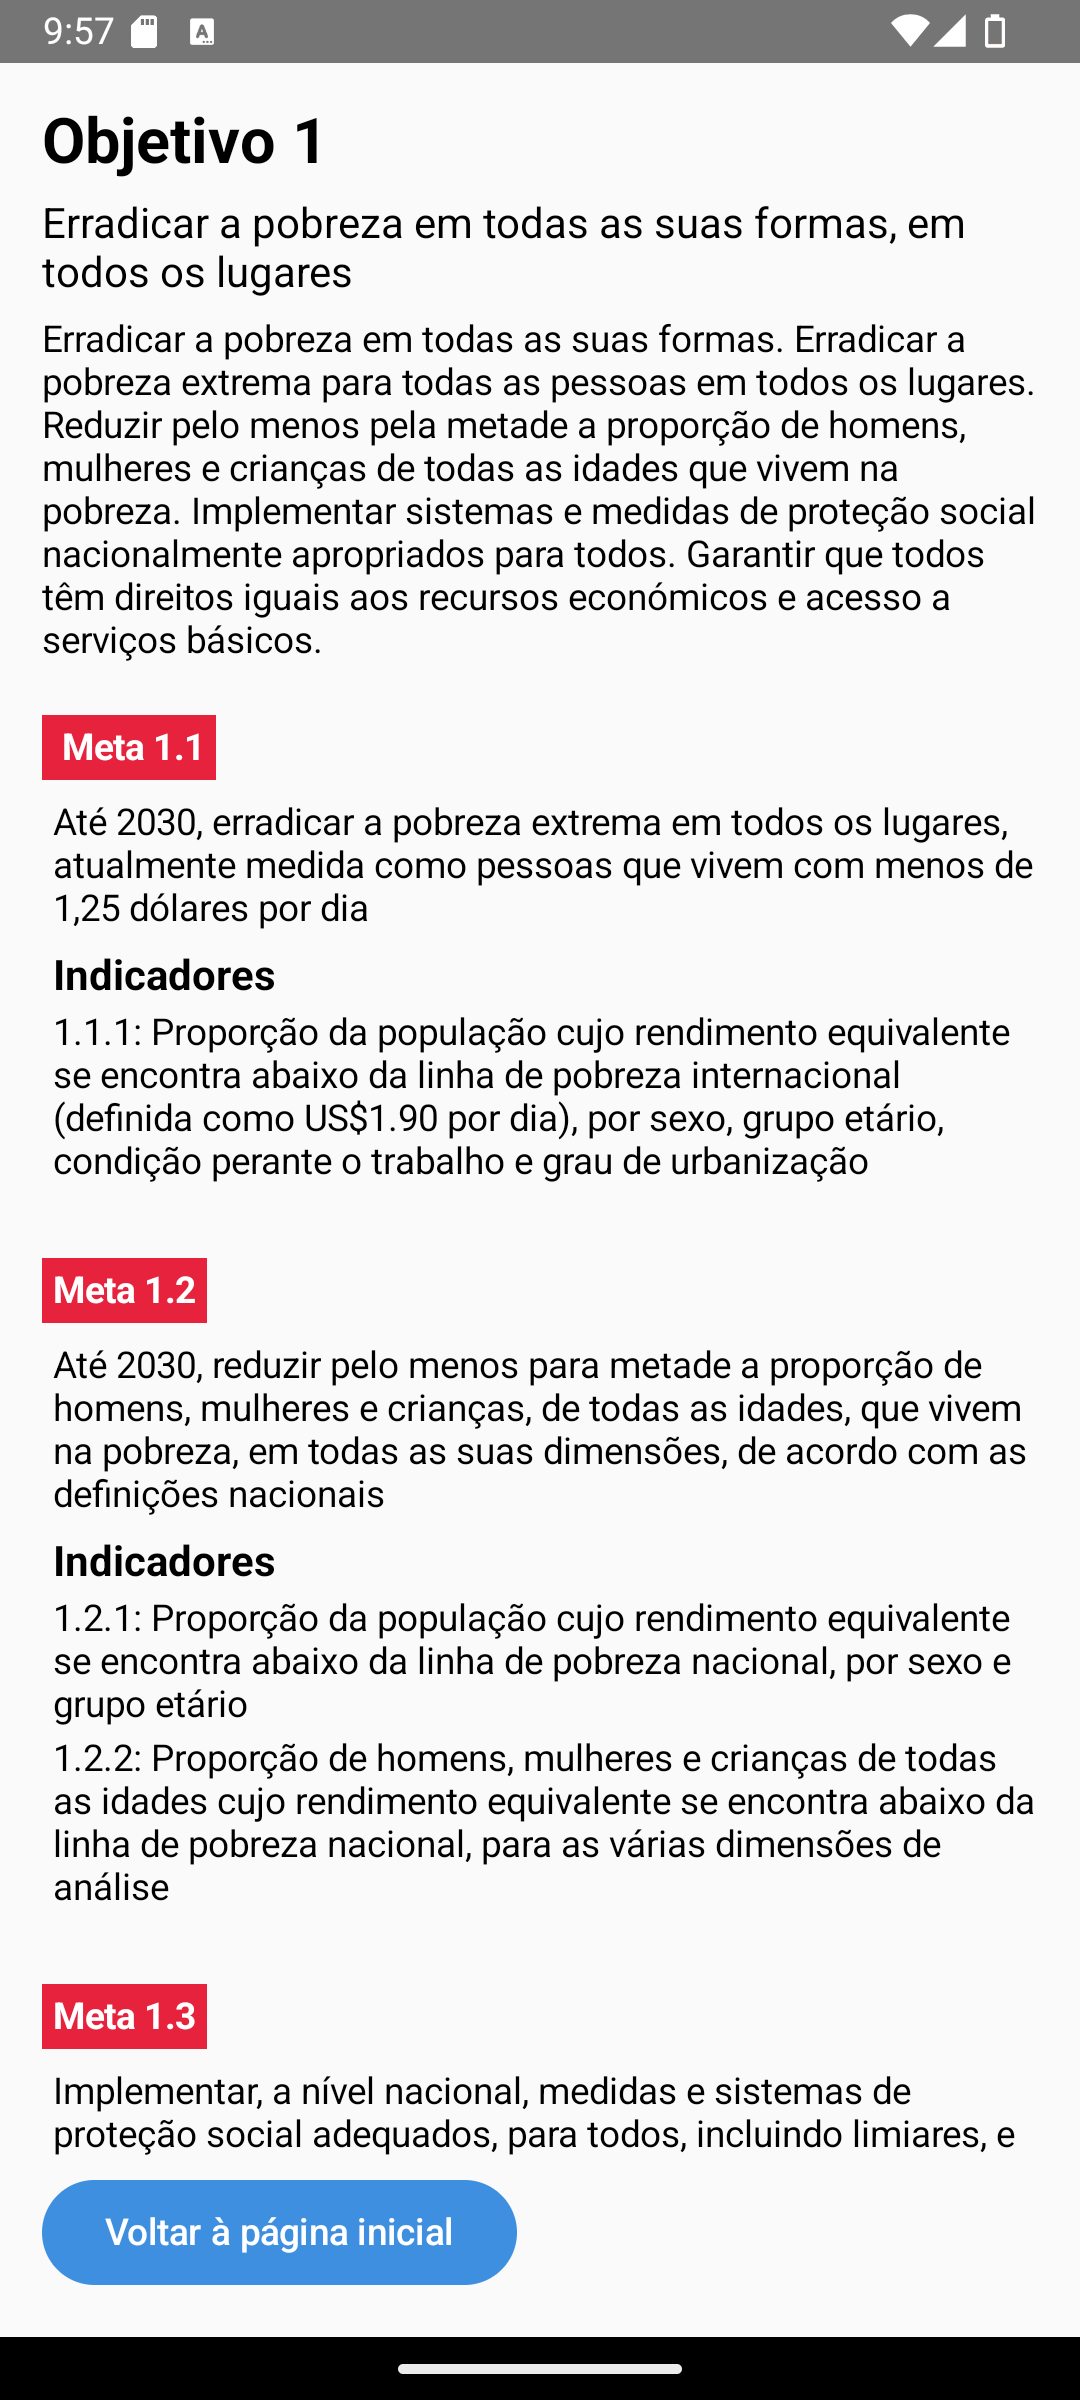 9:57
Objetivo 1
Erradicar a pobreza em todas as suas formas, em
todos os lugares
Erradicar a pobreza em todas as suas formas. Erradicar a
pobreza extrema para todas as pessoas em todos os lugares.
Reduzir pelo menos pela metade a proporção de homens,
mulheres e crianças de todas as idades que vivem na
pobreza. Implementar sistemas e medidas de proteção social
nacionalmente apropriados para todos. Garantir que todos
têm direitos iguais aos recursos económicos e acesso a
serviços básicos.
Meta 1.1
Até 2030, erradicar a pobreza extrema em todos os lugares,
atualmente medida como pessoas que vivem com menos de
1,25 dólares por dia
Indicadores
1.1.1: Proporção da população cujo rendimento equivalente
se encontra abaixo da linha de pobreza internacional
(definida como US$1.90 por dia), por sexo, grupo etário,
condição perante o trabalho e grau de urbanização
Meta 1.2
Até 2030, reduzir pelo menos para metade a proporção de
homens, mulheres e crianças, de todas as idades, que vivem
na pobreza, em todas as suas dimensões, de acordo com as
definições nacionais
Indicadores
1.2.1: Proporção da população cujo rendimento equivalente
se encontra abaixo da linha de pobreza nacional, por sexo e
grupo etário
1.2.2: Proporção de homens, mulheres e crianças de todas
as idades cujo rendimento equivalente se encontra abaixo da
linha de pobreza nacional, para as várias dimensões de
análise
Meta 1.3
Implementar, a nível nacional, medidas e sistemas de
proteção social adequados, para todos, incluindo limiares, e
Voltar à página inicial